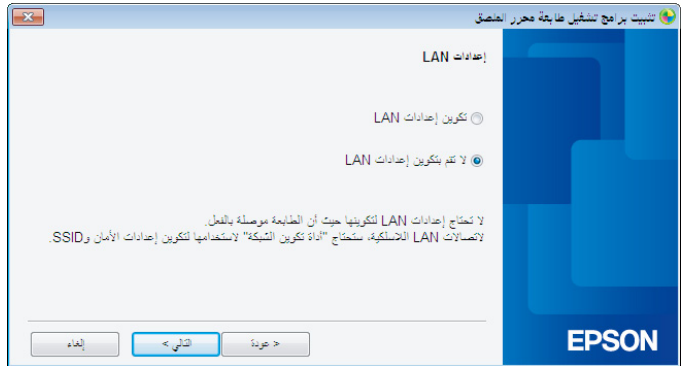 تثبيت برامج تشغيل طابعة محرر الملصق
إعدادات LAN
تكوين إعدادات LAN
لا تقم بتكوين إعدادات LAN
لا تحتاج إعدادات LAN لتكوينها حيث أن الطابعة موصلة بالفعل.
لاتصالات LAN اللاسلكية، ستحتاج "أداة تكوين الشبكة" لاستخدامها لتكوين إعدادات الأمان وSSID.
EPSON
< عودة
التالي >
إلغاء